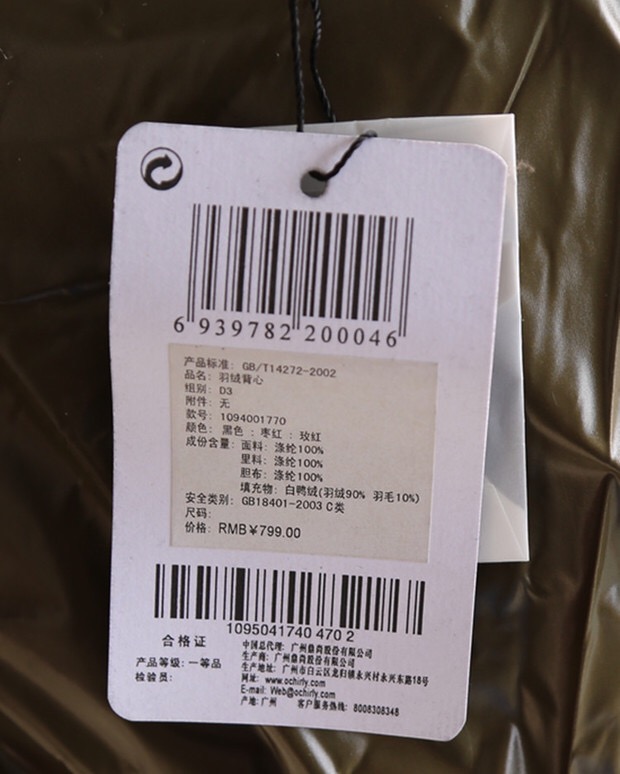 6 939782 200046
产品标准: GB/T14272-2002
品名: 羽绒背心
组别: D3
附件: 无
款号: 1094001770
颜色: 黑色 : 枣红 : 玫红
成份含量: 面料: 涤纶100%
里料: 涤纶100%
胆布: 涤纶100%
填充物: 白鸭绒(羽绒90% 羽毛10%)
安全类别: GB18401-2003 C类
尺码:
价格: RMB¥799.00
1095041740 470 2
合格证
产品等级: 一等品
检验员:
中国总代理: 广州鼎尚股份有限公司
生产商: 广州鼎尚股份有限公司
生产地址: 广州市白云区龙归镇永兴村永兴东路18号
网址: www.ochirly.com
E-mail: Web@ochirly.com
产地: 广州 客户服务热线: 8008308348